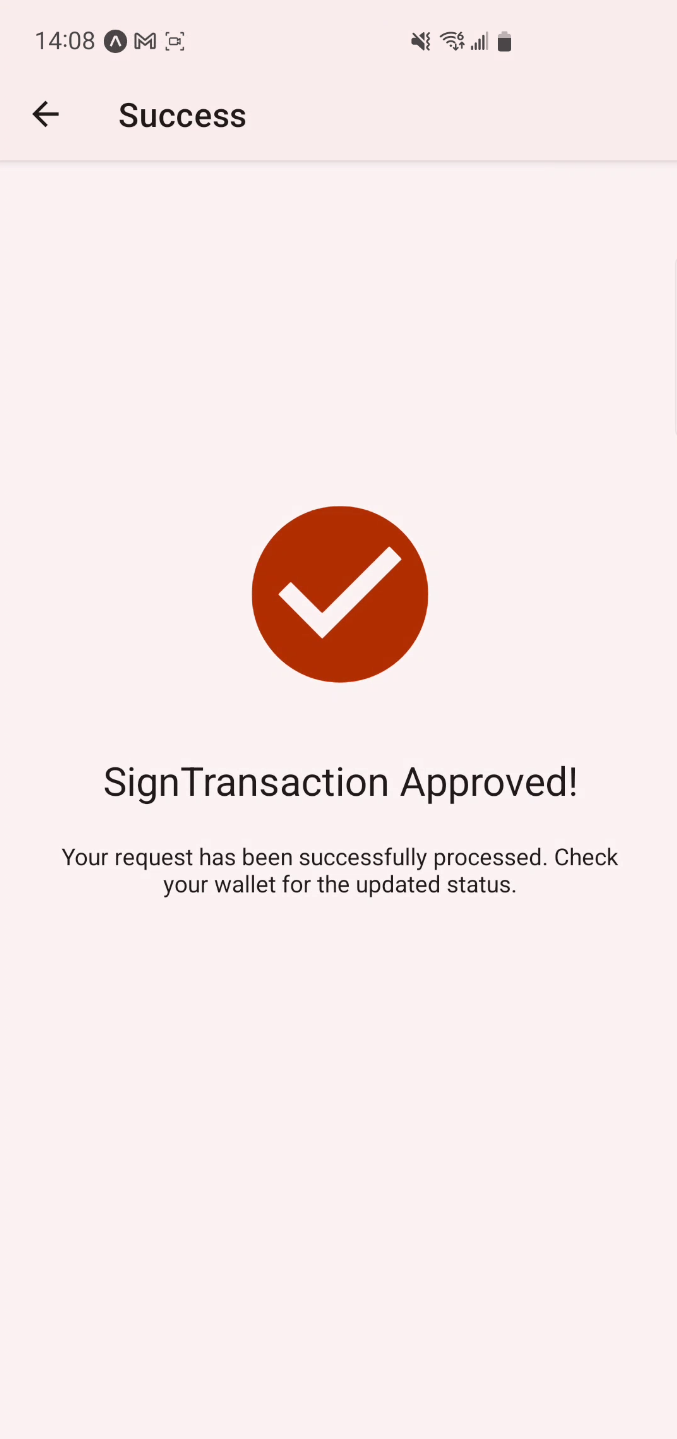 14:08
Success
SignTransaction Approved!
Your request has been successfully processed. Check
your wallet for the updated status.